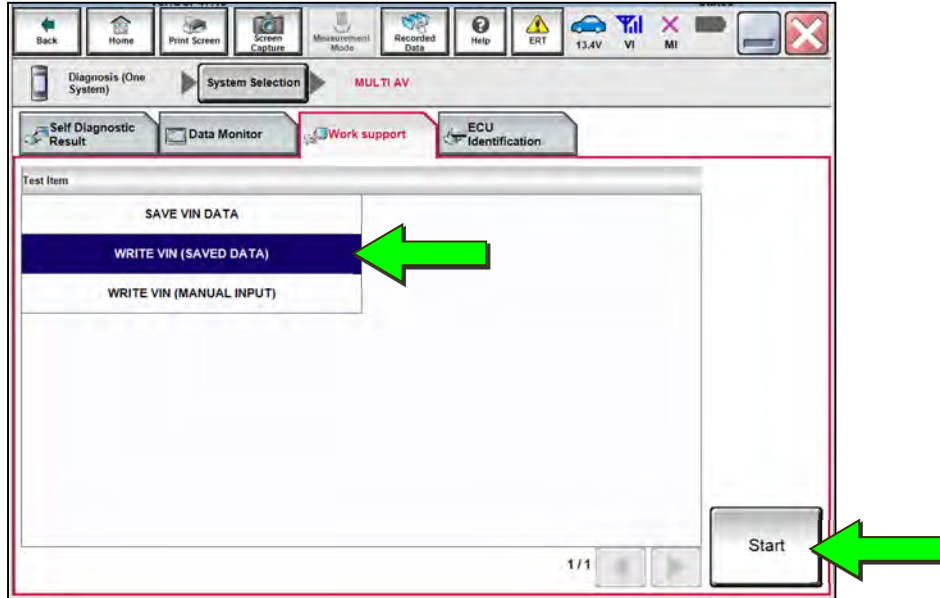 Back
Home
Print Screen
Screen
Capture
Measurement
Mode
Recorded
Data
Help
ERT
13.4V
VI
MI
Diagnosis (One
System)
System Selection
MULTI AV
Self Diagnostic
Result
Data Monitor
Work support
ECU
Identification
Test Item
SAVE VIN DATA
WRITE VIN (SAVED DATA)
WRITE VIN (MANUAL INPUT)
1/1
Start